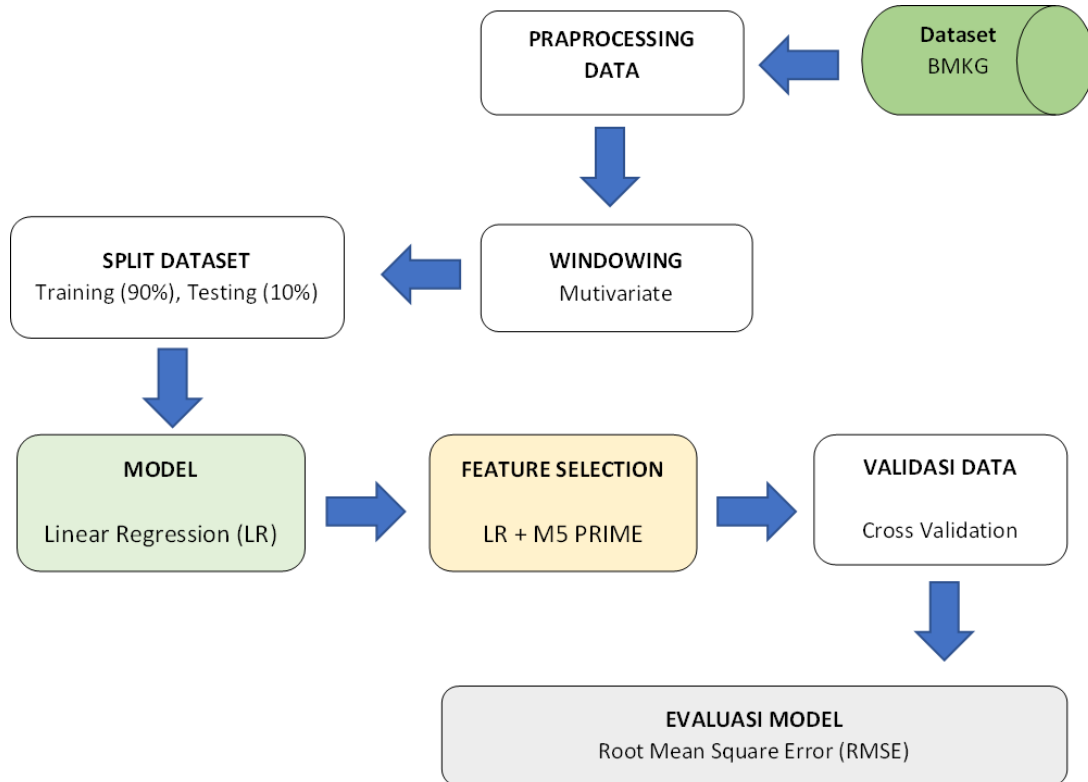 Dataset
BMKG
PRAPROCESSING
DATA
WINDOWING
Mutivariate
SPLIT DATASET
Training (90%), Testing (10%)
MODEL
Linear Regression (LR)
FEATURE SELECTION
LR + M5 PRIME
VALIDASI DATA
Cross Validation
EVALUASI MODEL
Root Mean Square Error (RMSE)